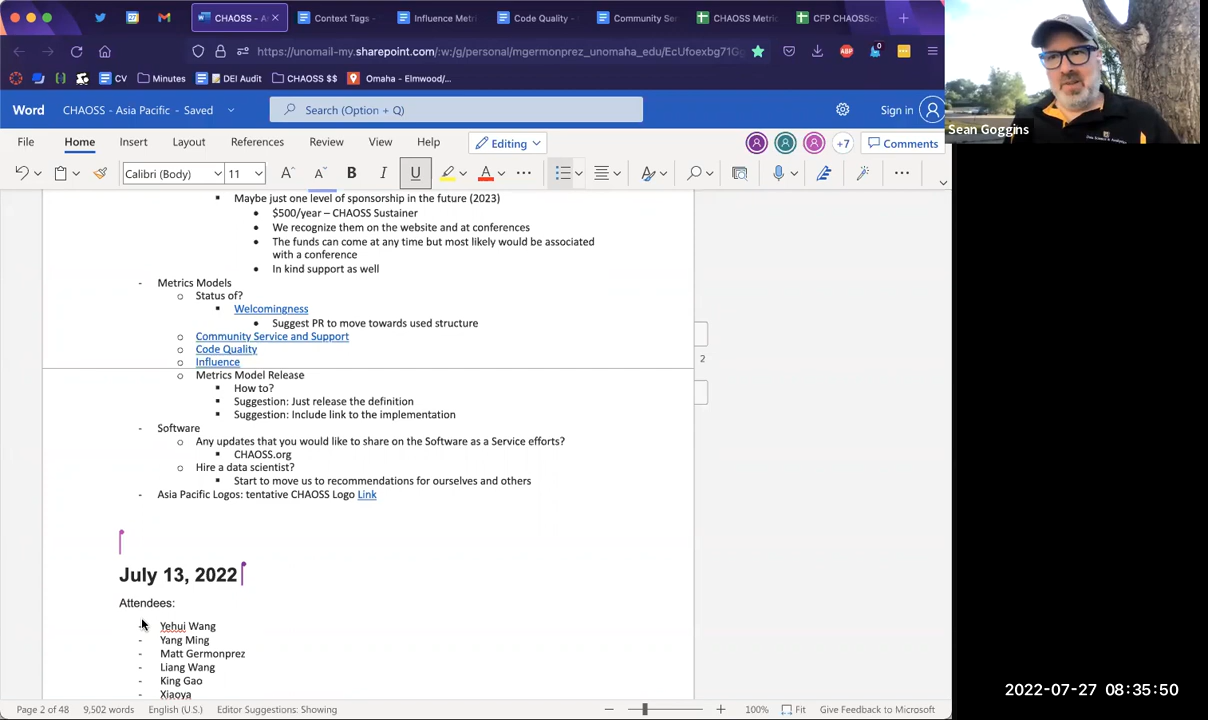 CHAOSS - A
Context Tags -
Influence Metri
Code Quality -
Community Ser
CHAOSS Metric
CFP CHAOSSco
https://unomail-my.sharepoint.com/:w:/g/personal/mgermonprez_unomaha_edu/EcUfoexbg71G
ABP
0
CV
Minutes
DEI Audit
CHAOSS $$
Omaha - Elmwood/...
Word
CHAOSS - Asia Pacific - Saved
Search (Option + Q)
Sign in
Sean Goggins
File
Home
Insert
Layout
References
Review
View
Help
Editing
+7
Comments
Calibri (Body)
11
Maybe just one level of sponsorship in the future (2023)
$500/year – CHAOSS Sustainer
We recognize them on the website and at conferences
The funds can come at any time but most likely would be associated
with a conference
In kind support as well
- Metrics Models
Status of?
Welcomingness
Suggest PR to move towards used structure
Community Service and Support
Code Quality
Influence
2
Metrics Model Release
How to?
Suggestion: Just release the definition
Suggestion: Include link to the implementation
- Software
Any updates that you would like to share on the Software as a Service efforts?
CHAOSS.org
Hire a data scientist?
Start to move us to recommendations for ourselves and others
- Asia Pacific Logos: tentative CHAOSS Logo Link
July 13, 2022
Attendees:
- Yehui Wang
- Yang Ming
- Matt Germonprez
- Liang Wang
- King Gao
- Xiaoya
2022-07-27 08:35:50
Page 2 of 48
9,502 words
English (U.S.)
Editor Suggestions: Showing
100%
Fit
Give Feedback to Microsoft